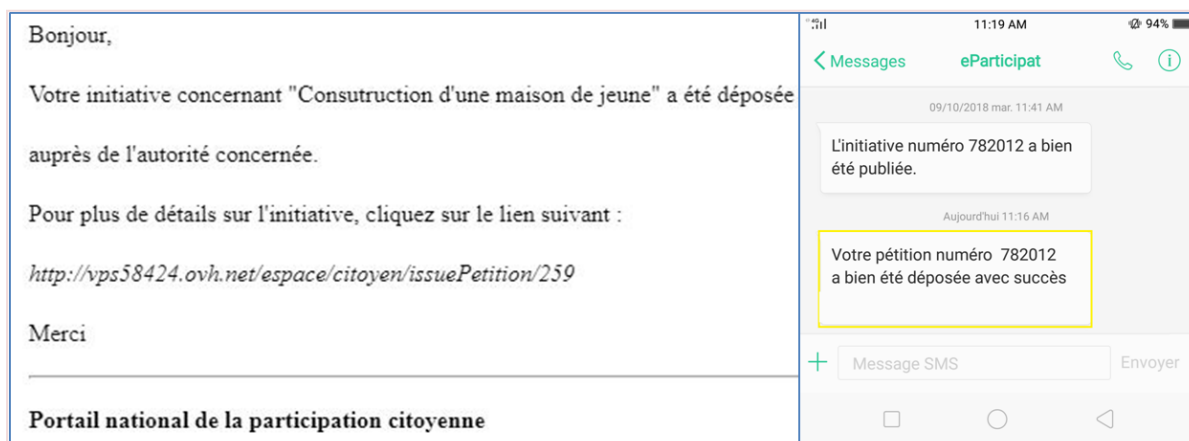 Bonjour,
Votre initiative concernant "Consutruction d'une maison de jeune" a été déposée
auprès de l'autorité concernée.
Pour plus de détails sur l'initiative, cliquez sur le lien suivant :
http://vps58424.ovh.net/espace/citoyen/issuePetition/259
Merci
Portail national de la participation citoyenne
4G 11:19 AM 94%
Messages eParticipat
09/10/2018 mar. 11:41 AM
L'initiative numéro 782012 a bien
été publiée.
Aujourd'hui 11:16 AM
Votre pétition numéro 782012
a bien été déposée avec succès
Message SMS Envoyer